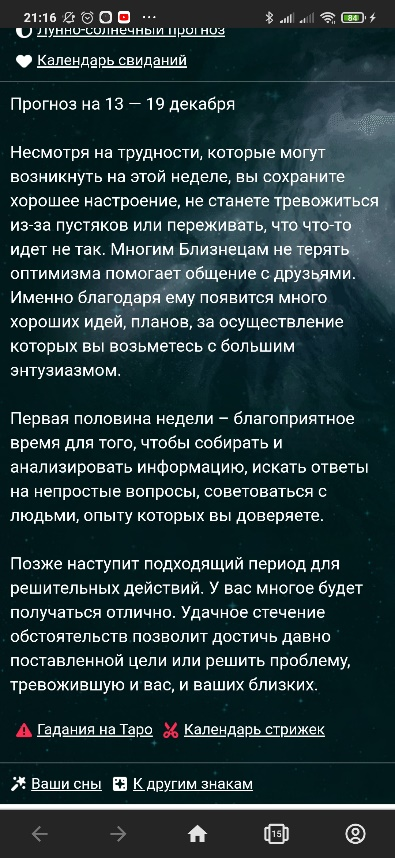 21:16
84
Лунно-солнечный прогноз
Календарь свиданий
Прогноз на 13 — 19 декабря
Несмотря на трудности, которые могут
возникнуть на этой неделе, вы сохраните
хорошее настроение, не станете тревожиться
из-за пустяков или переживать, что что-то
идет не так. Многим Близнецам не терять
оптимизма помогает общение с друзьями.
Именно благодаря ему появится много
хороших идей, планов, за осуществление
которых вы возьметесь с большим
энтузиазмом.
Первая половина недели – благоприятное
время для того, чтобы собирать и
анализировать информацию, искать ответы
на непростые вопросы, советоваться с
людьми, опыту которых вы доверяете.
Позже наступит подходящий период для
решительных действий. У вас многое будет
получаться отлично. Удачное стечение
обстоятельств позволит достичь давно
поставленной цели или решить проблему,
тревожившую и вас, и ваших близких.
Гадания на Таро Календарь стрижек
Ваши сны К другим знакам
15